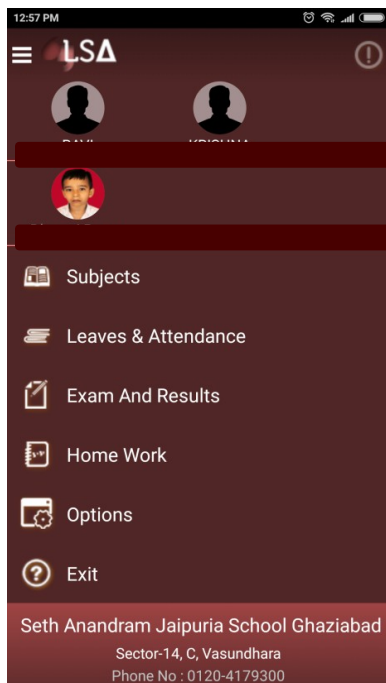 12:57 PM
LSA
Subjects
Leaves & Attendance
Exam And Results
Home Work
Options
Exit
Seth Anandram Jaipuria School Ghaziabad
Sector-14, C, Vasundhara
Phone No : 0120-4179300